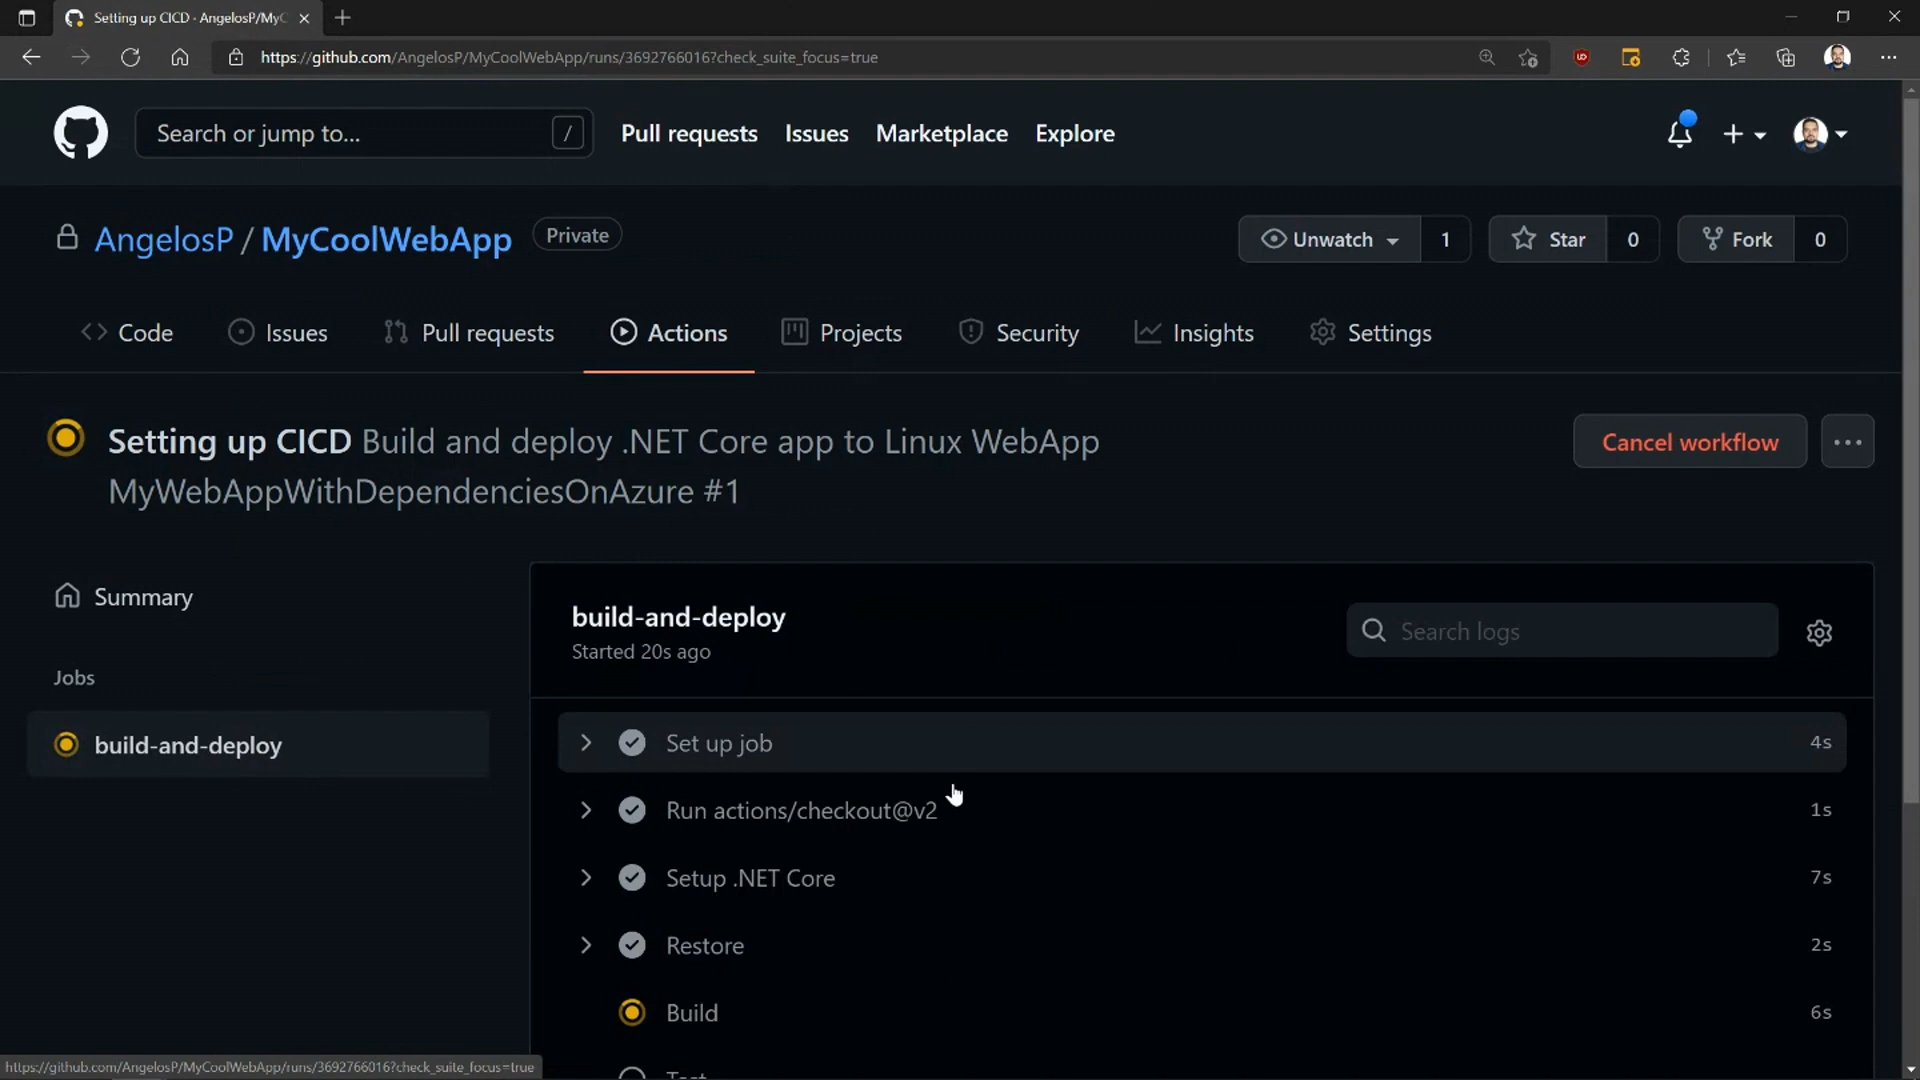 Setting up CICD · AngelosP/MyC
https://github.com/AngelosP/MyCoolWebApp/runs/3692766016?check_suite_focus=true
Search or jump to... /
Pull requests Issues Marketplace Explore
AngelosP / MyCoolWebApp Private
Unwatch 1 Star 0 Fork 0
Code Issues Pull requests Actions Projects Security Insights Settings
Setting up CICD Build and deploy .NET Core app to Linux WebApp
MyWebAppWithDependenciesOnAzure #1
Cancel workflow
Summary
Jobs
build-and-deploy
build-and-deploy
Started 20s ago
Search logs
Set up job 4s
Run actions/checkout@v2 1s
Setup .NET Core 7s
Restore 2s
Build 6s
https://github.com/AngelosP/MyCoolWebApp/runs/3692766016?check_suite_focus=true